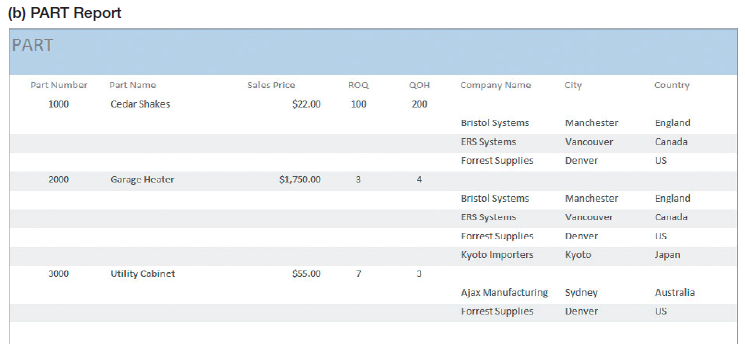 (b) PART Report
PART
Part Number Part Name Sales Price ROQ QOH Company Name City Country
1000 Cedar Shakes $22.00 100 200
Bristol Systems Manchester England
ERS Systems Vancouver Canada
Forrest Supplies Denver US
2000 Garage Heater $1,750.00 3 4
Bristol Systems Manchester England
ERS Systems Vancouver Canada
Forrest Supplies Denver US
Kyoto Importers Kyoto Japan
3000 Utility Cabinet $55.00 7 3
Ajax Manufacturing Sydney Australia
Forrest Supplies Denver US